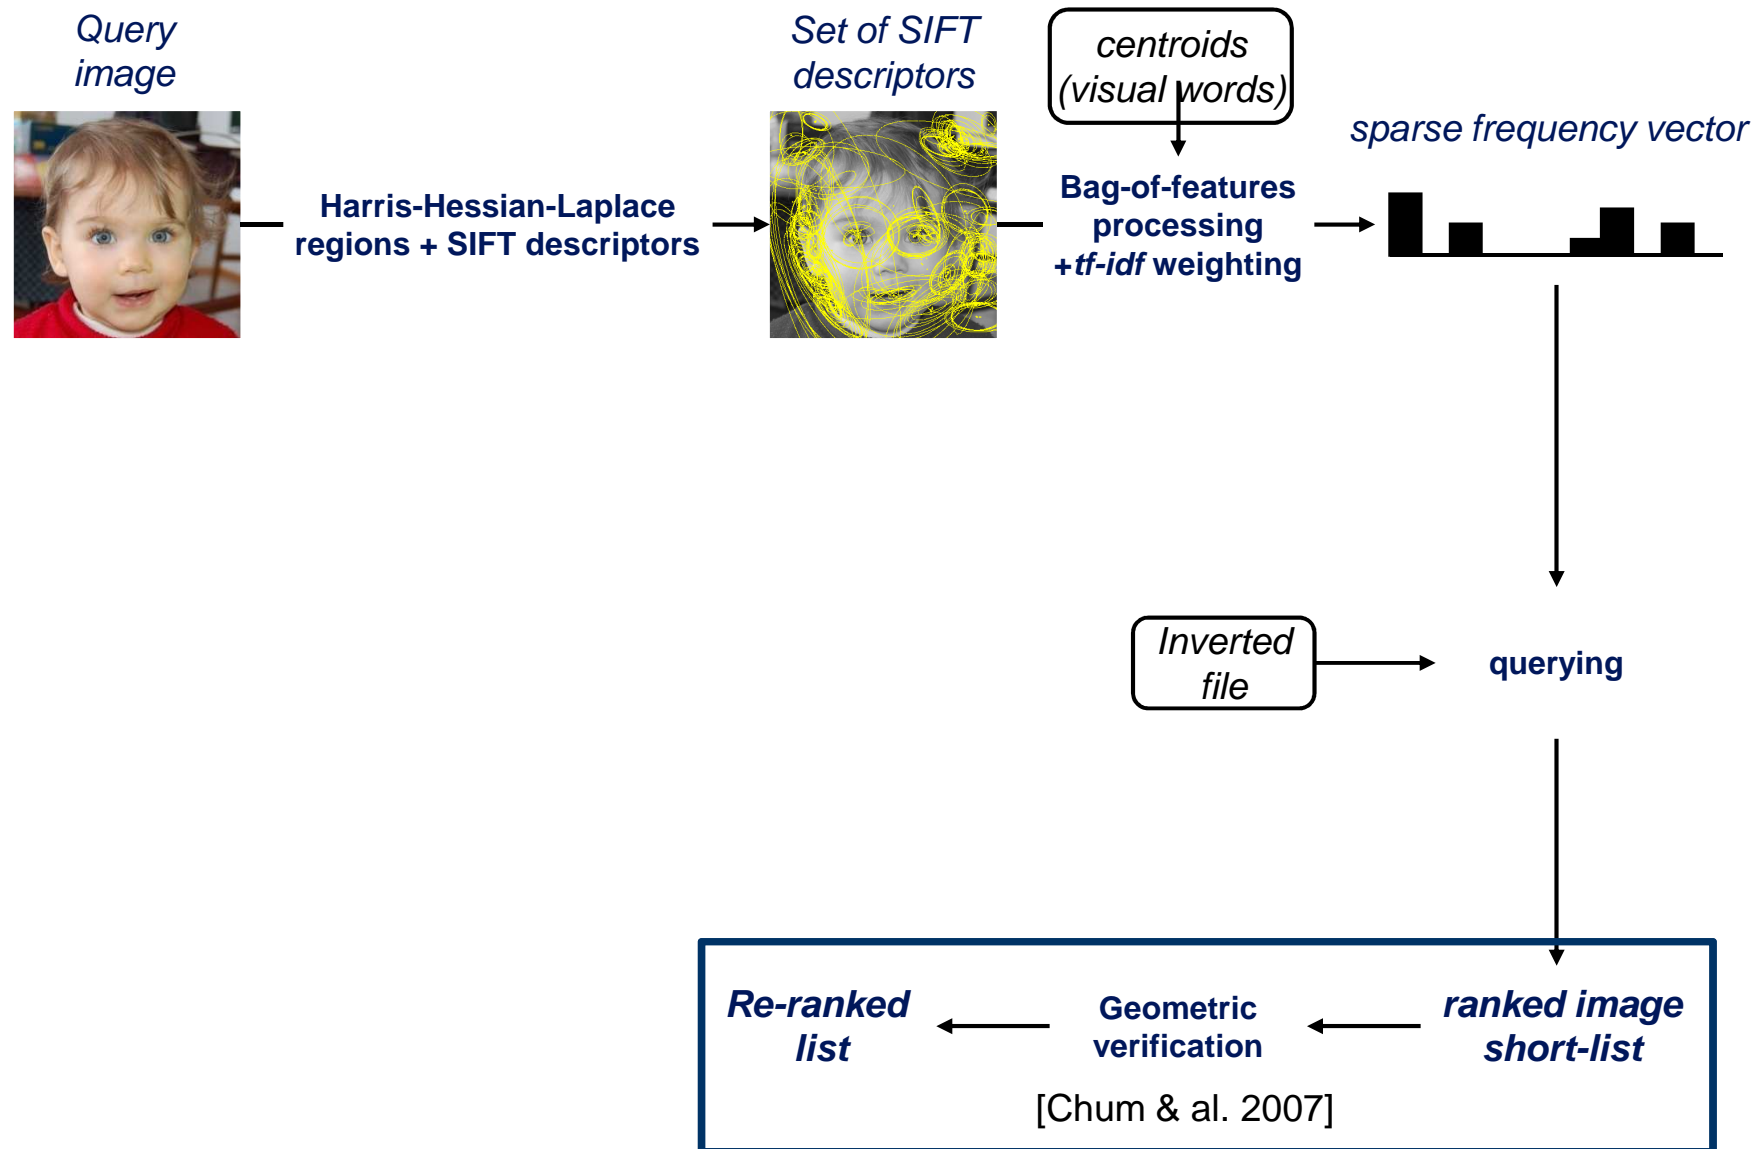 Query
image
Set of SIFT
descriptors
centroids
(visual words)
sparse frequency vector
Harris-Hessian-Laplace
regions + SIFT descriptors
Bag-of-features
processing
+tf-idf weighting
Inverted
file
querying
Re-ranked
list
Geometric
verification
ranked image
short-list
[Chum & al. 2007]